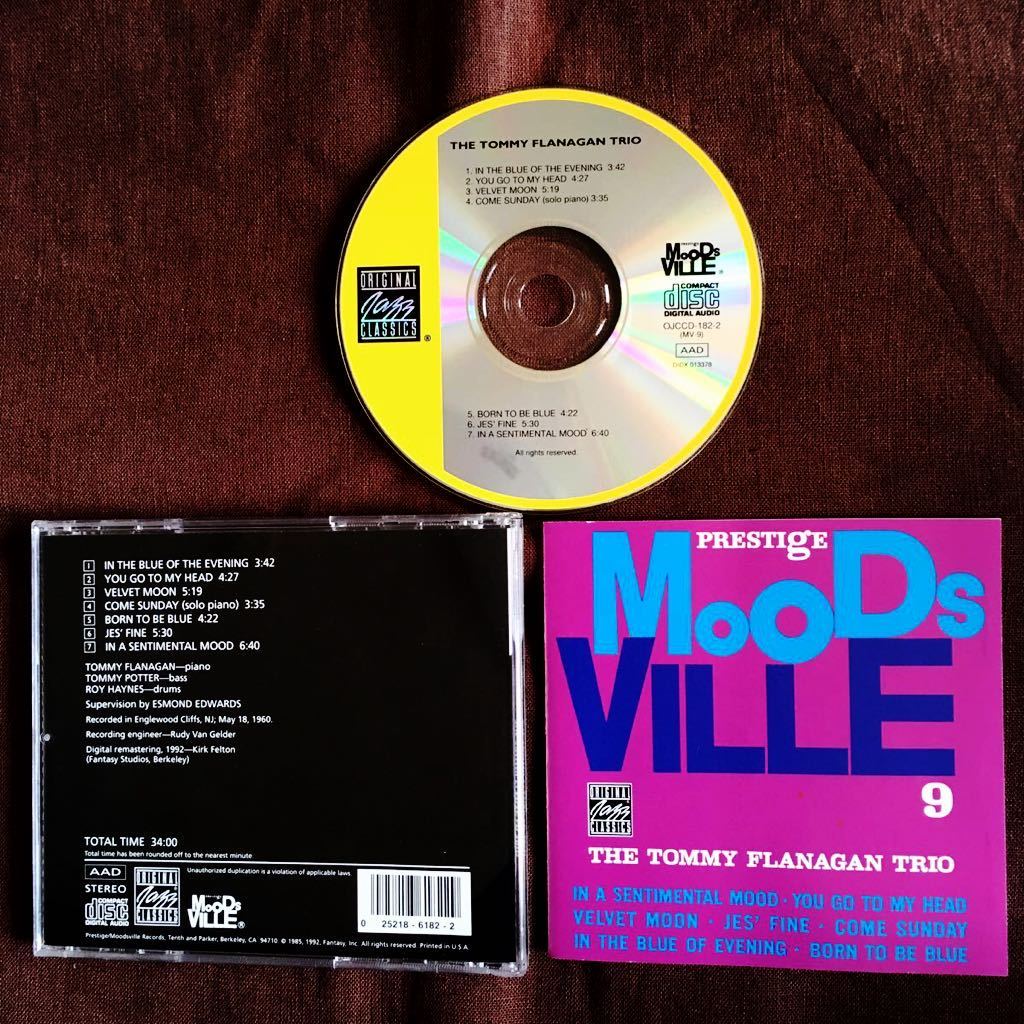 THE TOMMY FLANAGAN TRIO
1. IN THE BLUE OF THE EVENING 3:42
2. YOU GO TO MY HEAD 4:27
3. VELVET MOON 5:19
4. COME SUNDAY (solo piano) 3:35
ORIGINAL
Jazz
CLASSICS
®
PRESTIGE
MOODS
VILLE®
COMPACT
disc
DIGITAL AUDIO
OJCCD-182-2
(MV-9)
AAD
DIDX 013378
5. BORN TO BE BLUE 4:22
6. JES' FINE 5:30
7. IN A SENTIMENTAL MOOD 6:40
All rights reserved.
1 IN THE BLUE OF THE EVENING 3:42
2 YOU GO TO MY HEAD 4:27
3 VELVET MOON 5:19
4 COME SUNDAY (solo piano) 3:35
5 BORN TO BE BLUE 4:22
6 JES' FINE 5:30
7 IN A SENTIMENTAL MOOD 6:40
TOMMY FLANAGAN—piano
TOMMY POTTER—bass
ROY HAYNES—drums
Supervision by ESMOND EDWARDS
Recorded in Englewood Cliffs, NJ; May 18, 1960.
Recording engineer—Rudy Van Gelder
Digital remastering, 1992—Kirk Felton
(Fantasy Studios, Berkeley)
TOTAL TIME 34:00
Total time has been rounded off to the nearest minute.
AAD
STEREO
COMPACT
disc
DIGITAL AUDIO
ORIGINAL
Jazz
CLASSICS
Unauthorized duplication is a violation of applicable laws.
MOODS
VILLE®
0 25218-6182-2
Prestige/Moodsville Records, Tenth and Parker, Berkeley, CA 94710 © 1985, 1992, Fantasy, Inc. All rights reserved. Printed in U.S.A.
PRESTIgE
MOODS
VILLE
9
ORIGINAL
Jazz
CLASSICS
THE TOMMY FLANAGAN TRIO
IN A SENTIMENTAL MOOD · YOU GO TO MY HEAD
VELVET MOON · JES' FINE · COME SUNDAY
IN THE BLUE OF EVENING · BORN TO BE BLUE